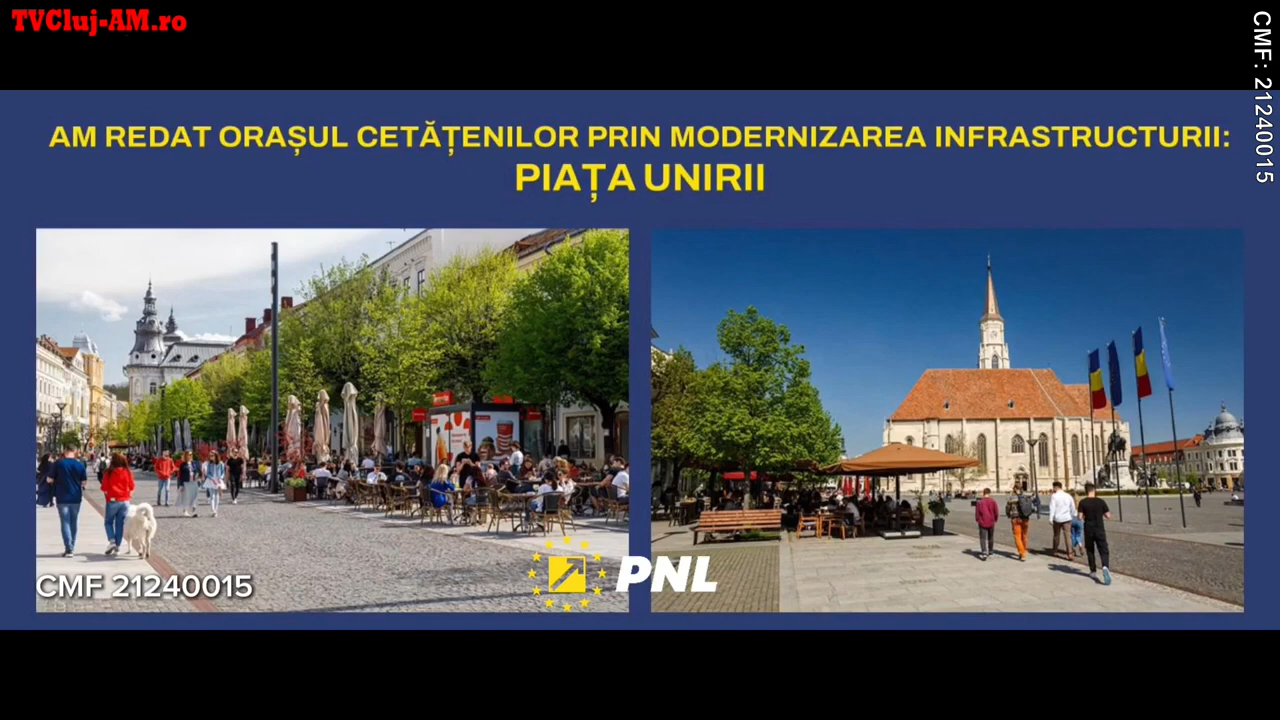 TVCluj-AM.ro
CMF: 21240015
AM REDAT ORAȘUL CETĂȚENILOR PRIN MODERNIZAREA INFRASTRUCTURII:
PIAȚA UNIRII
CMF 21240015
PNL